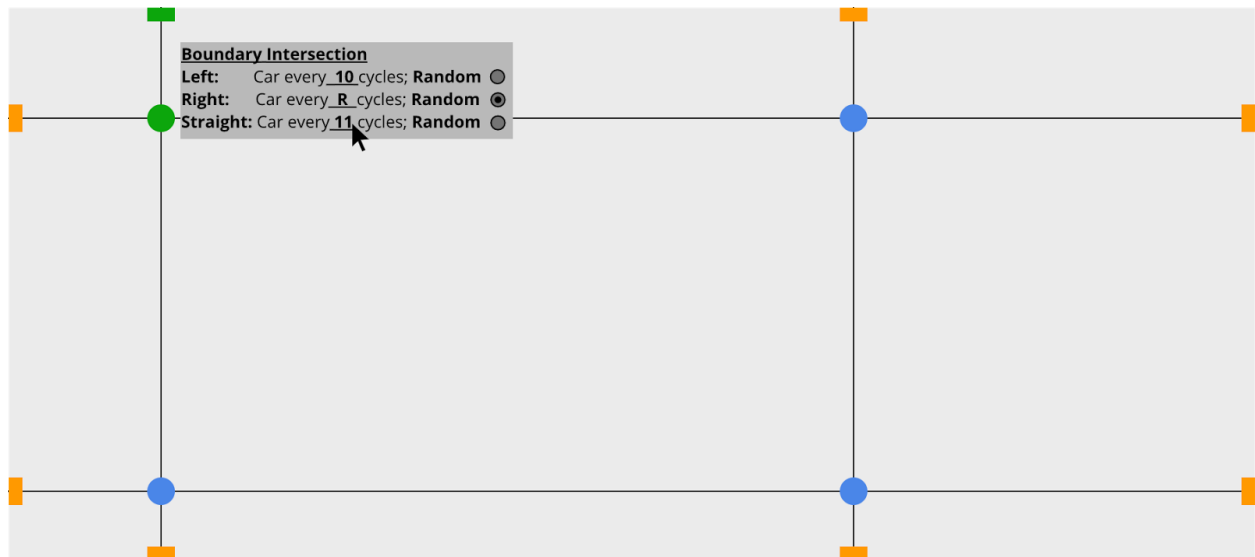 Boundary Intersection
Left: Car every 10 cycles; Random
Right: Car every R cycles; Random
Straight: Car every 11 cycles; Random